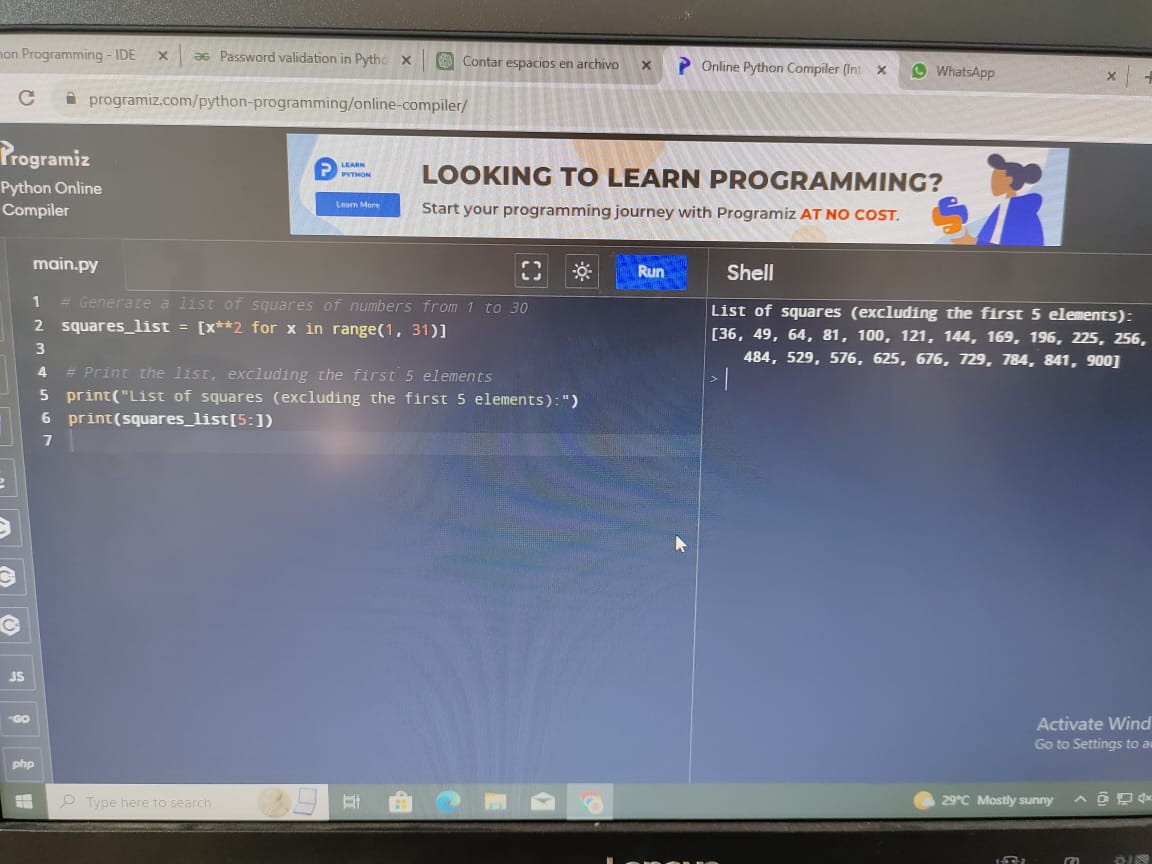 on Programming - IDE
Password validation in Pytho
Contar espacios en archivo
Online Python Compiler (Int
WhatsApp
programiz.com/python-programming/online-compiler/
Programiz
Python Online
Compiler
LEARN
PYTHON
Learn More
LOOKING TO LEARN PROGRAMMING?
Start your programming journey with Programiz AT NO COST.
main.py
Run
Shell
1 # Generate a list of squares of numbers from 1 to 30
2 squares_list = [x**2 for x in range(1, 31)]
3
4 # Print the list, excluding the first 5 elements
5 print("List of squares (excluding the first 5 elements):")
6 print(squares_list[5:])
7
List of squares (excluding the first 5 elements):
[36, 49, 64, 81, 100, 121, 144, 169, 196, 225, 256,
484, 529, 576, 625, 676, 729, 784, 841, 900]
>
JS
GO
php
Activate Wind
Go to Settings to a
Type here to search
29°C Mostly sunny